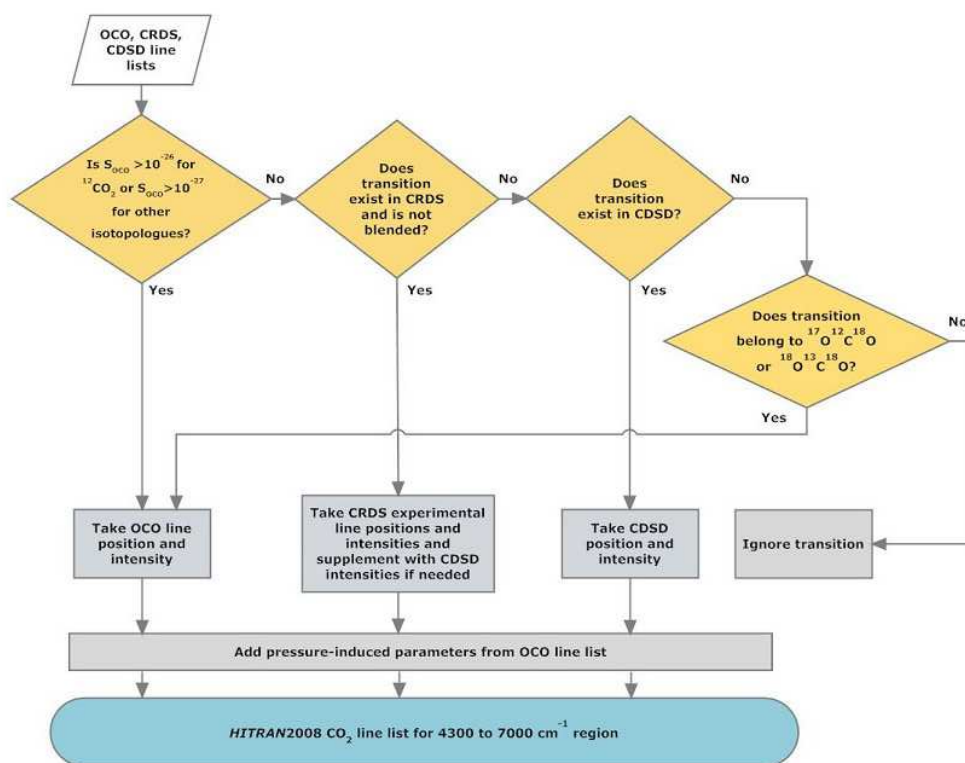 OCO, CRDS,
CDSD line
lists
Is S_OCO >10^-26 for
^12CO_2 or S_OCO>10^-27
for other
isotopologues?
No
Does
transition
exist in CRDS
and is not
blended?
No
Does
transition
exist in CDSD?
No
Yes
Yes
Yes
Does transition
belong to ^17O^12C^18O
or ^18O^13C^18O?
No
Yes
Take OCO line
position and
intensity
Take CRDS experimental
line positions and
intensities and
supplement with CDSD
intensities if needed
Take CDSD
position and
intensity
Ignore transition
Add pressure-induced parameters from OCO line list
HITRAN2008 CO_2 line list for 4300 to 7000 cm^-1 region